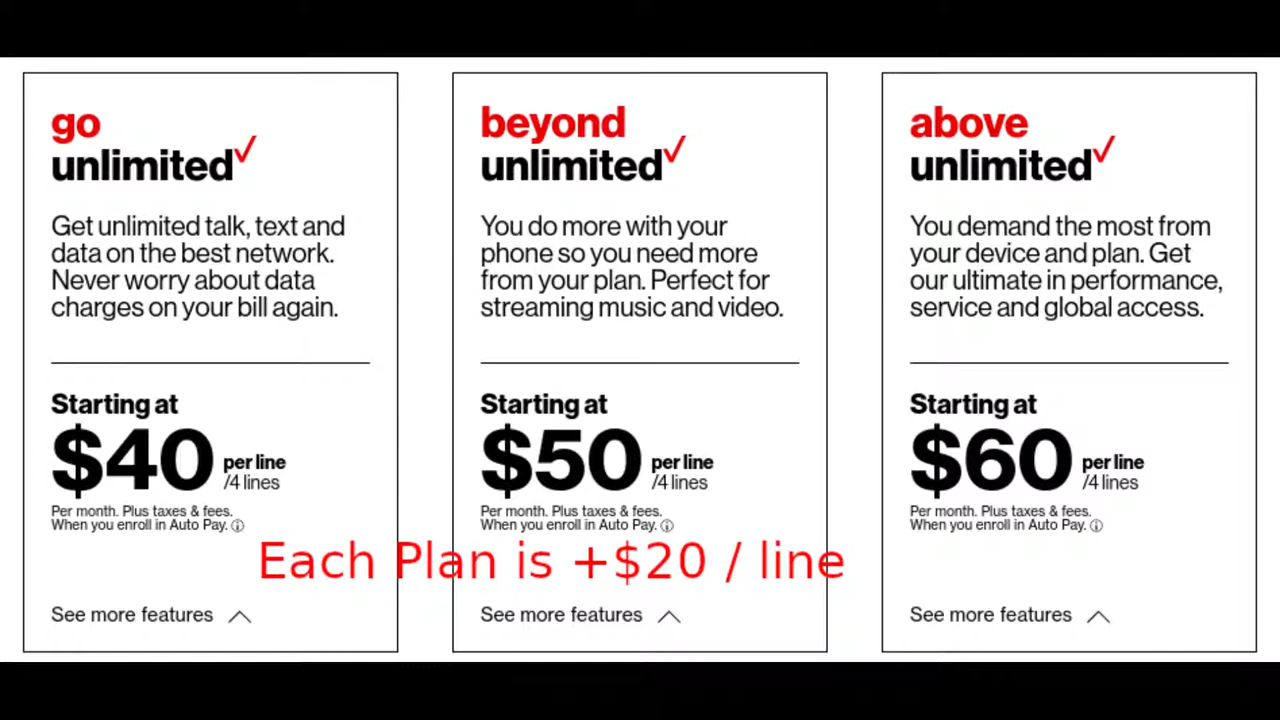 go
unlimited✓
Get unlimited talk, text and
data on the best network.
Never worry about data
charges on your bill again.
Starting at
$40 per line
/4 lines
Per month. Plus taxes & fees.
When you enroll in Auto Pay. ⓘ
See more features
beyond
unlimited✓
You do more with your
phone so you need more
from your plan. Perfect for
streaming music and video.
Starting at
$50 per line
/4 lines
Per month. Plus taxes & fees.
When you enroll in Auto Pay. ⓘ
See more features
above
unlimited✓
You demand the most from
your device and plan. Get
our ultimate in performance,
service and global access.
Starting at
$60 per line
/4 lines
Per month. Plus taxes & fees.
When you enroll in Auto Pay. ⓘ
See more features
Each Plan is +$20 / line